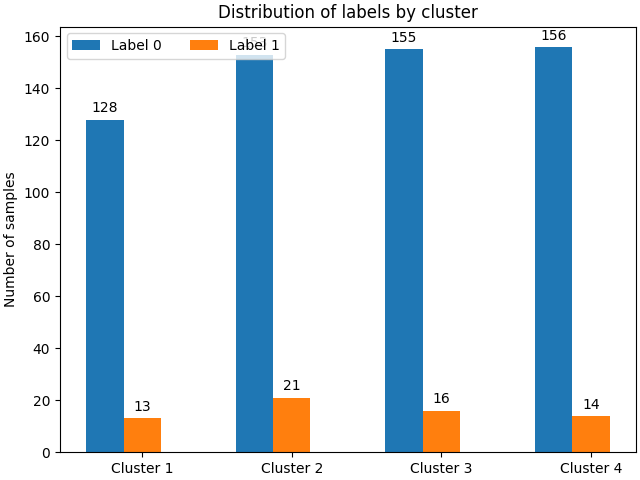 Distribution of labels by cluster
Number of samples
160
140
120
100
80
60
40
20
0
Label 0
Label 1
128
13
21
155
16
156
14
Cluster 1
Cluster 2
Cluster 3
Cluster 4